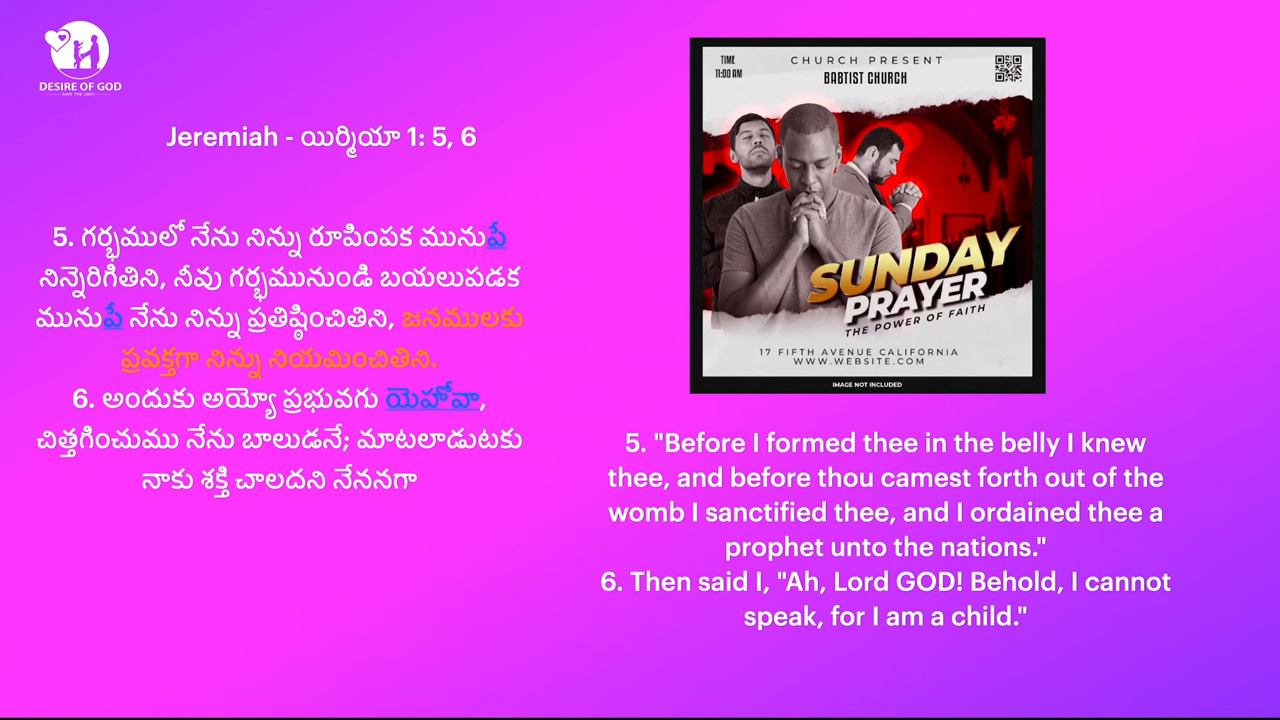 DESIRE OF GOD
SAVE THE LOST
Jeremiah - యిర్మియా 1: 5, 6
5. గర్భములో నేను నిన్ను రూపింపక మునుపే
నిన్నెరిగితిని, నీవు గర్భమునుండి బయలుపడక
మునుపే నేను నిన్ను ప్రతిష్ఠించితిని, జనములకు
ప్రవక్తగా నిన్ను నియమించితిని.
6. అందుకు అయ్యో ప్రభువగు యెహోవా,
చిత్తగించుము నేను బాలుడనే; మాటలాడుటకు
నాకు శక్తి చాలదని నేననగా
TIME
11:00 AM
CHURCH PRESENT
BABTIST CHURCH
SUNDAY
PRAYER
THE POWER OF FAITH
17 FIFTH AVENUE CALIFORNIA
WWW.WEBSITE.COM
IMAGE NOT INCLUDED
5. "Before I formed thee in the belly I knew
thee, and before thou camest forth out of the
womb I sanctified thee, and I ordained thee a
prophet unto the nations."
6. Then said I, "Ah, Lord GOD! Behold, I cannot
speak, for I am a child."